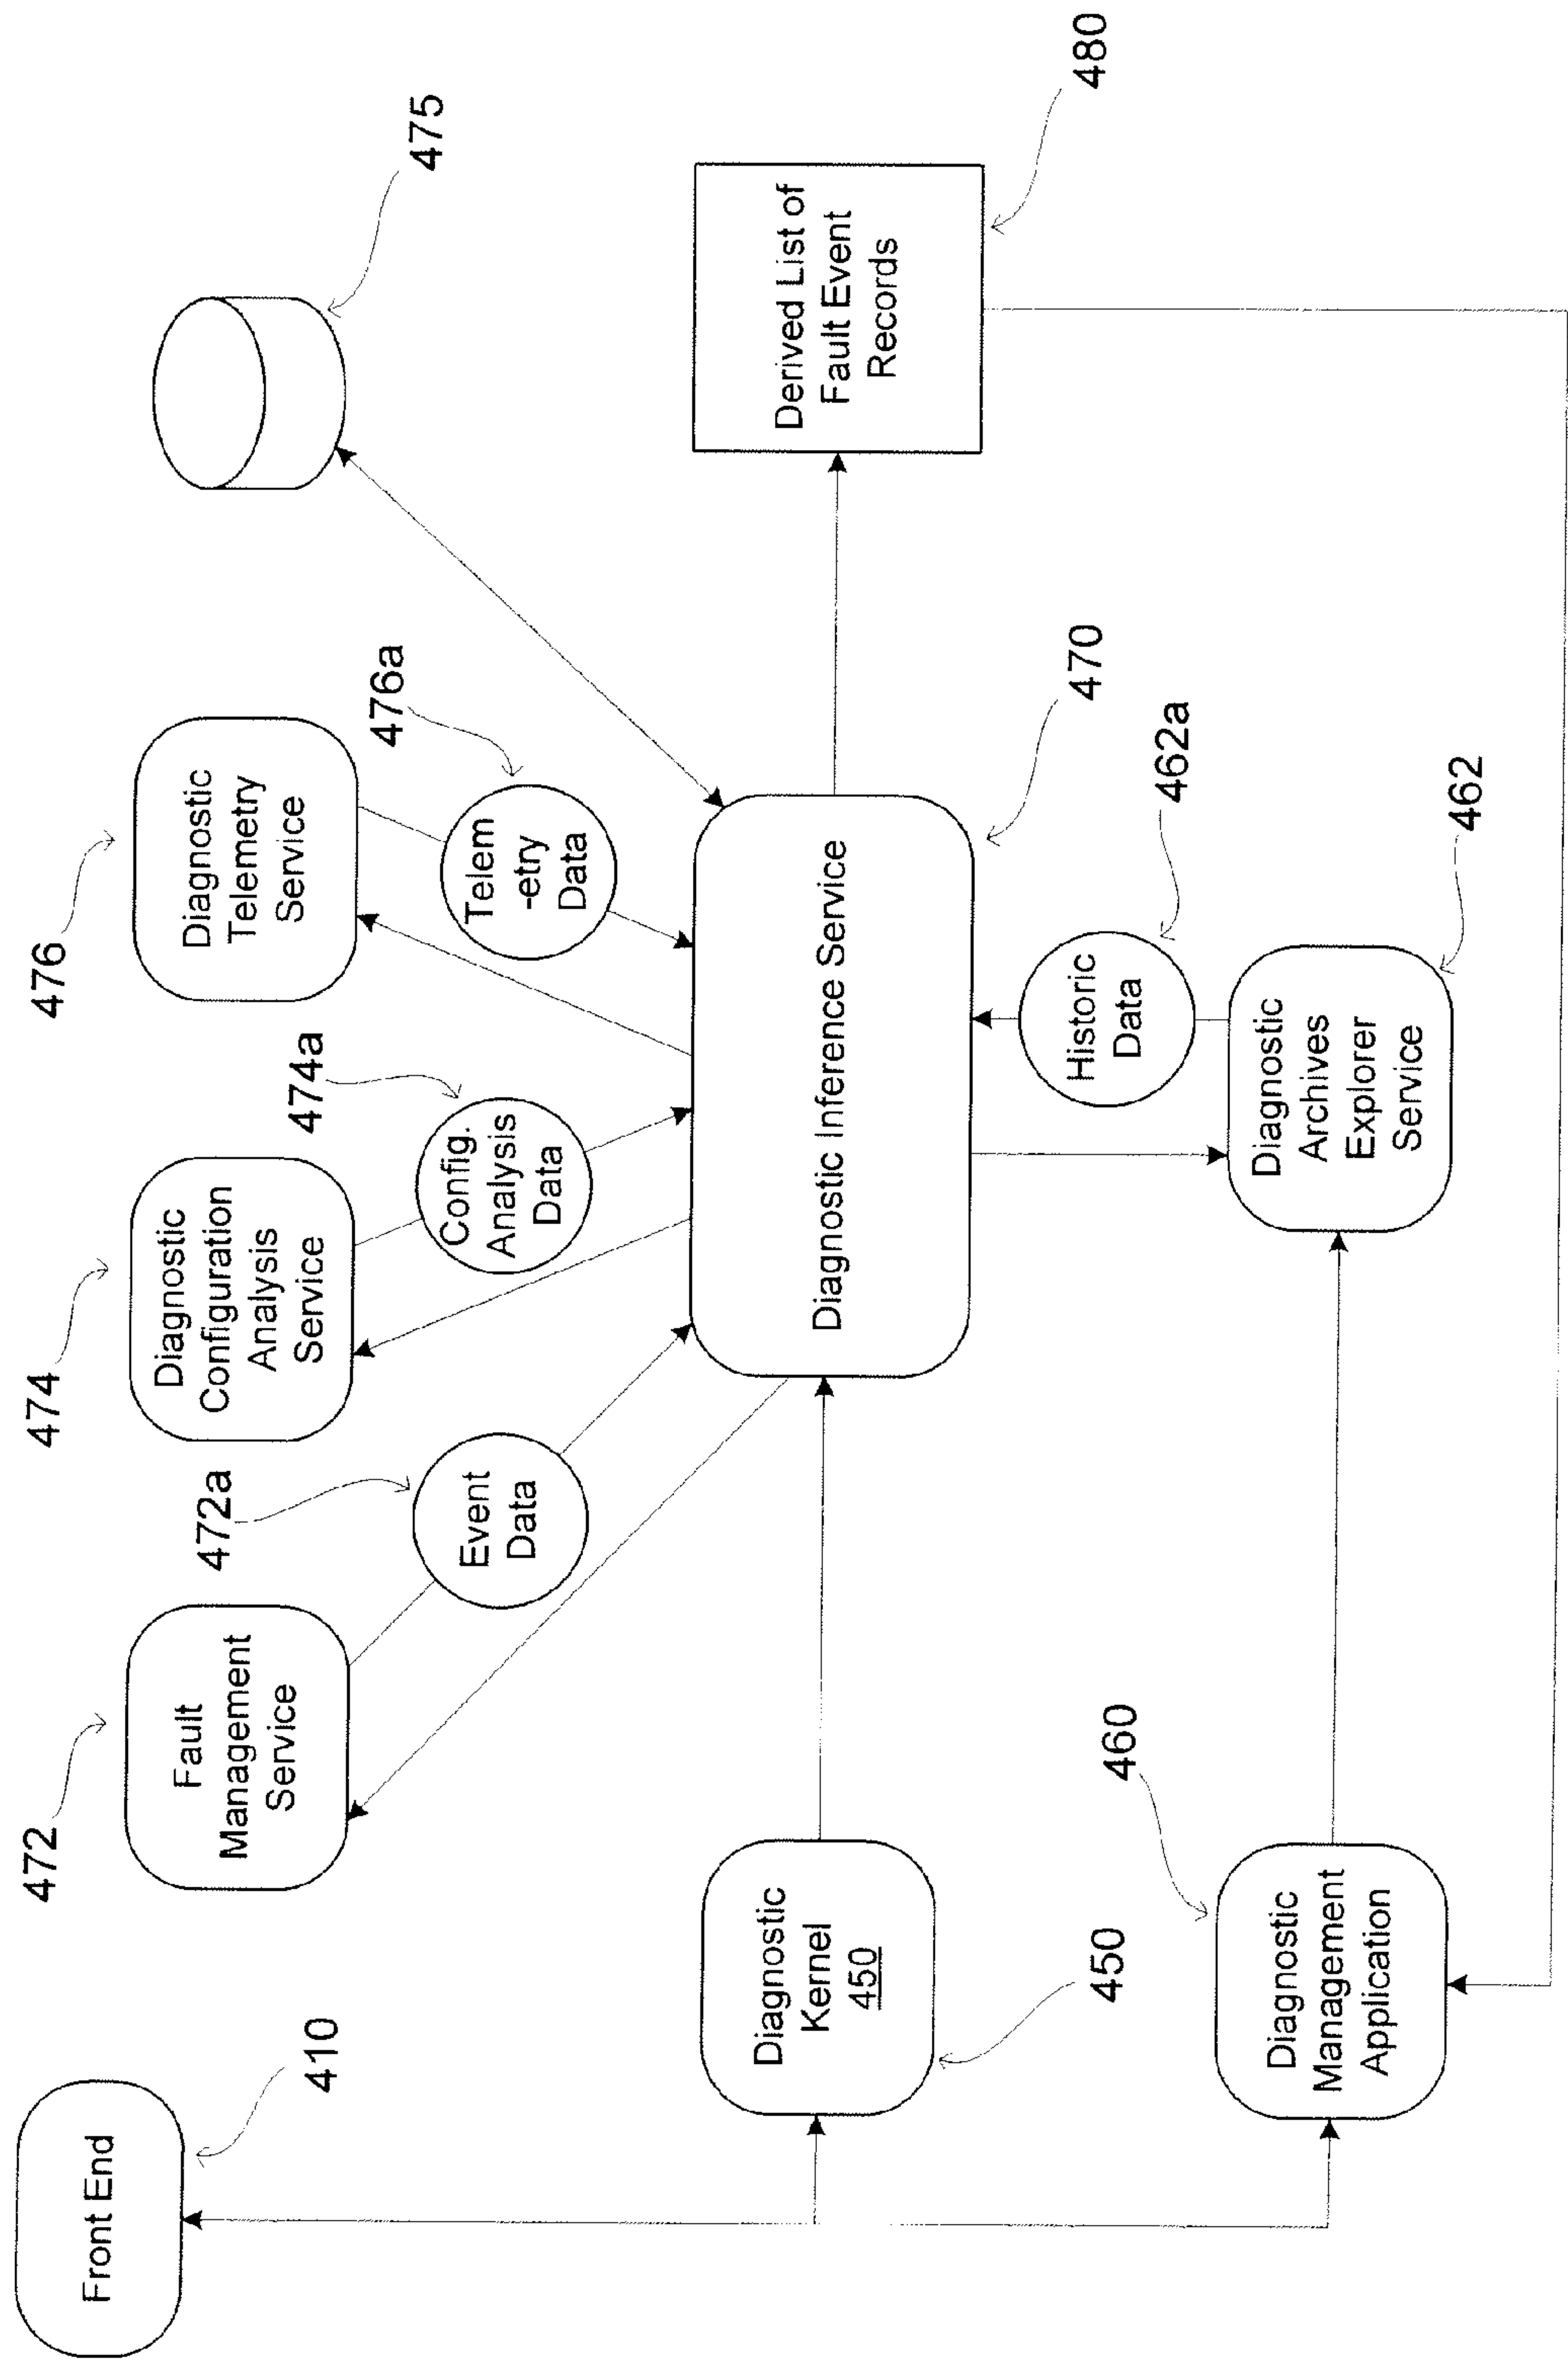 410
Front End
472
Fault
Management
Service
472a
Event
Data
474
Diagnostic
Configuration
Analysis
Service
474a
Config.
Analysis
Data
476
Diagnostic
Telemetry
Service
476a
Telem
-etry
Data
475
Diagnostic
Kernel
450
450
Diagnostic Inference Service
470
Derived List of
Fault Event
Records
480
Historic
Data
462a
460
Diagnostic
Management
Application
Diagnostic
Archives
Explorer
Service
462